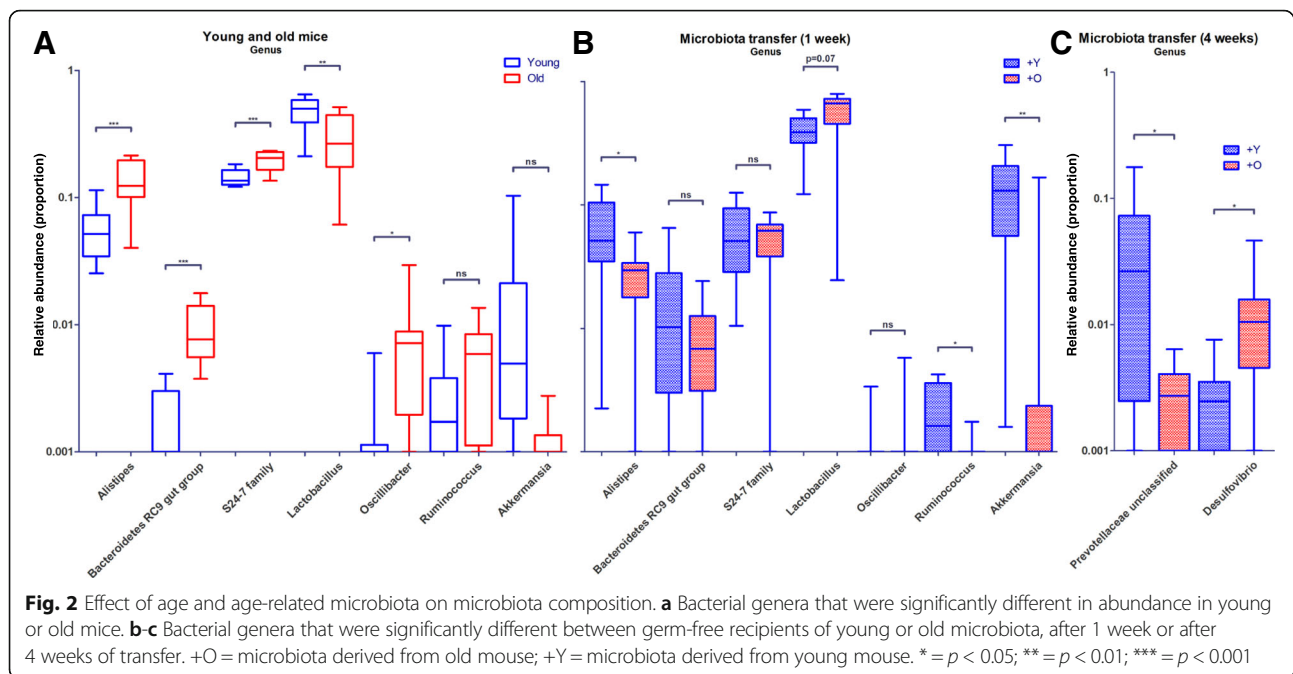 A
Young and old mice
Genus
Young
Old
Relative abundance (proportion)
1
0.1
0.01
0.001
***
***
***
**
*
ns
ns
Alistipes
Bacteroidetes RC9 gut group
S24-7 family
Lactobacillus
Oscillibacter
Ruminococcus
Akkermansia
B
Microbiota transfer (1 week)
Genus
+Y
+O
*
ns
ns
p=0.07
ns
*
**
Alistipes
Bacteroidetes RC9 gut group
S24-7 family
Lactobacillus
Oscillibacter
Ruminococcus
Akkermansia
C
Microbiota transfer (4 weeks)
Genus
+Y
+O
Relative abundance (proportion)
1
0.1
0.01
0.001
*
*
Prevotellaceae unclassified
Desulfovibrio
Fig. 2 Effect of age and age-related microbiota on microbiota composition. a Bacterial genera that were significantly different in abundance in young
or old mice. b-c Bacterial genera that were significantly different between germ-free recipients of young or old microbiota, after 1 week or after
4 weeks of transfer. +O = microbiota derived from old mouse; +Y = microbiota derived from young mouse. * = p < 0.05; ** = p < 0.01; *** = p < 0.001